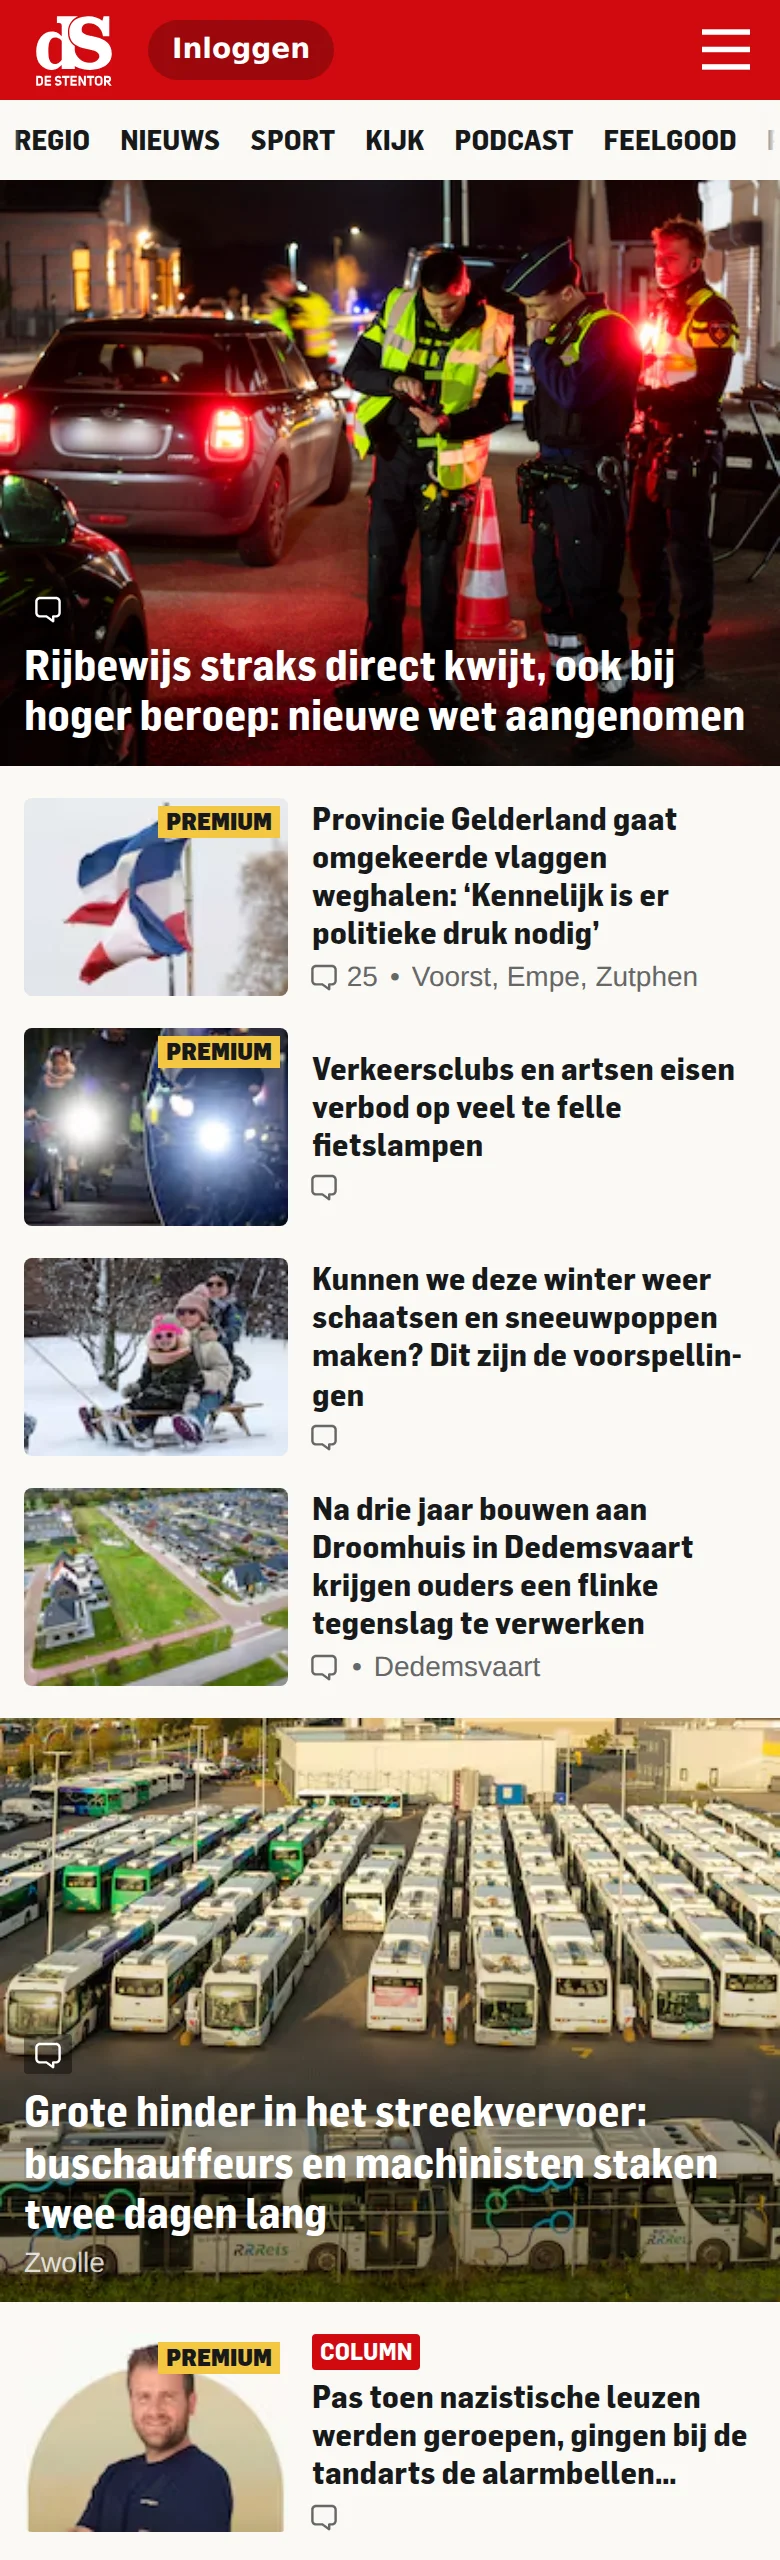 dS
DE STENTOR
Inloggen
REGIO NIEUWS SPORT KIJK PODCAST FEELGOOD
Rijbewijs straks direct kwijt, ook bij
hoger beroep: nieuwe wet aangenomen
PREMIUM
Provincie Gelderland gaat
omgekeerde vlaggen
weghalen: ‘Kennelijk is er
politieke druk nodig’
25 • Voorst, Empe, Zutphen
PREMIUM
Verkeersclubs en artsen eisen
verbod op veel te felle
fietslampen
Kunnen we deze winter weer
schaatsen en sneeuwpoppen
maken? Dit zijn de voorspellin-
gen
Na drie jaar bouwen aan
Droomhuis in Dedemsvaart
krijgen ouders een flinke
tegenslag te verwerken
• Dedemsvaart
Grote hinder in het streekvervoer:
buschauffeurs en machinisten staken
twee dagen lang
RRReis
Zwolle
PREMIUM
COLUMN
Pas toen nazistische leuzen
werden geroepen, gingen bij de
tandarts de alarmbellen...